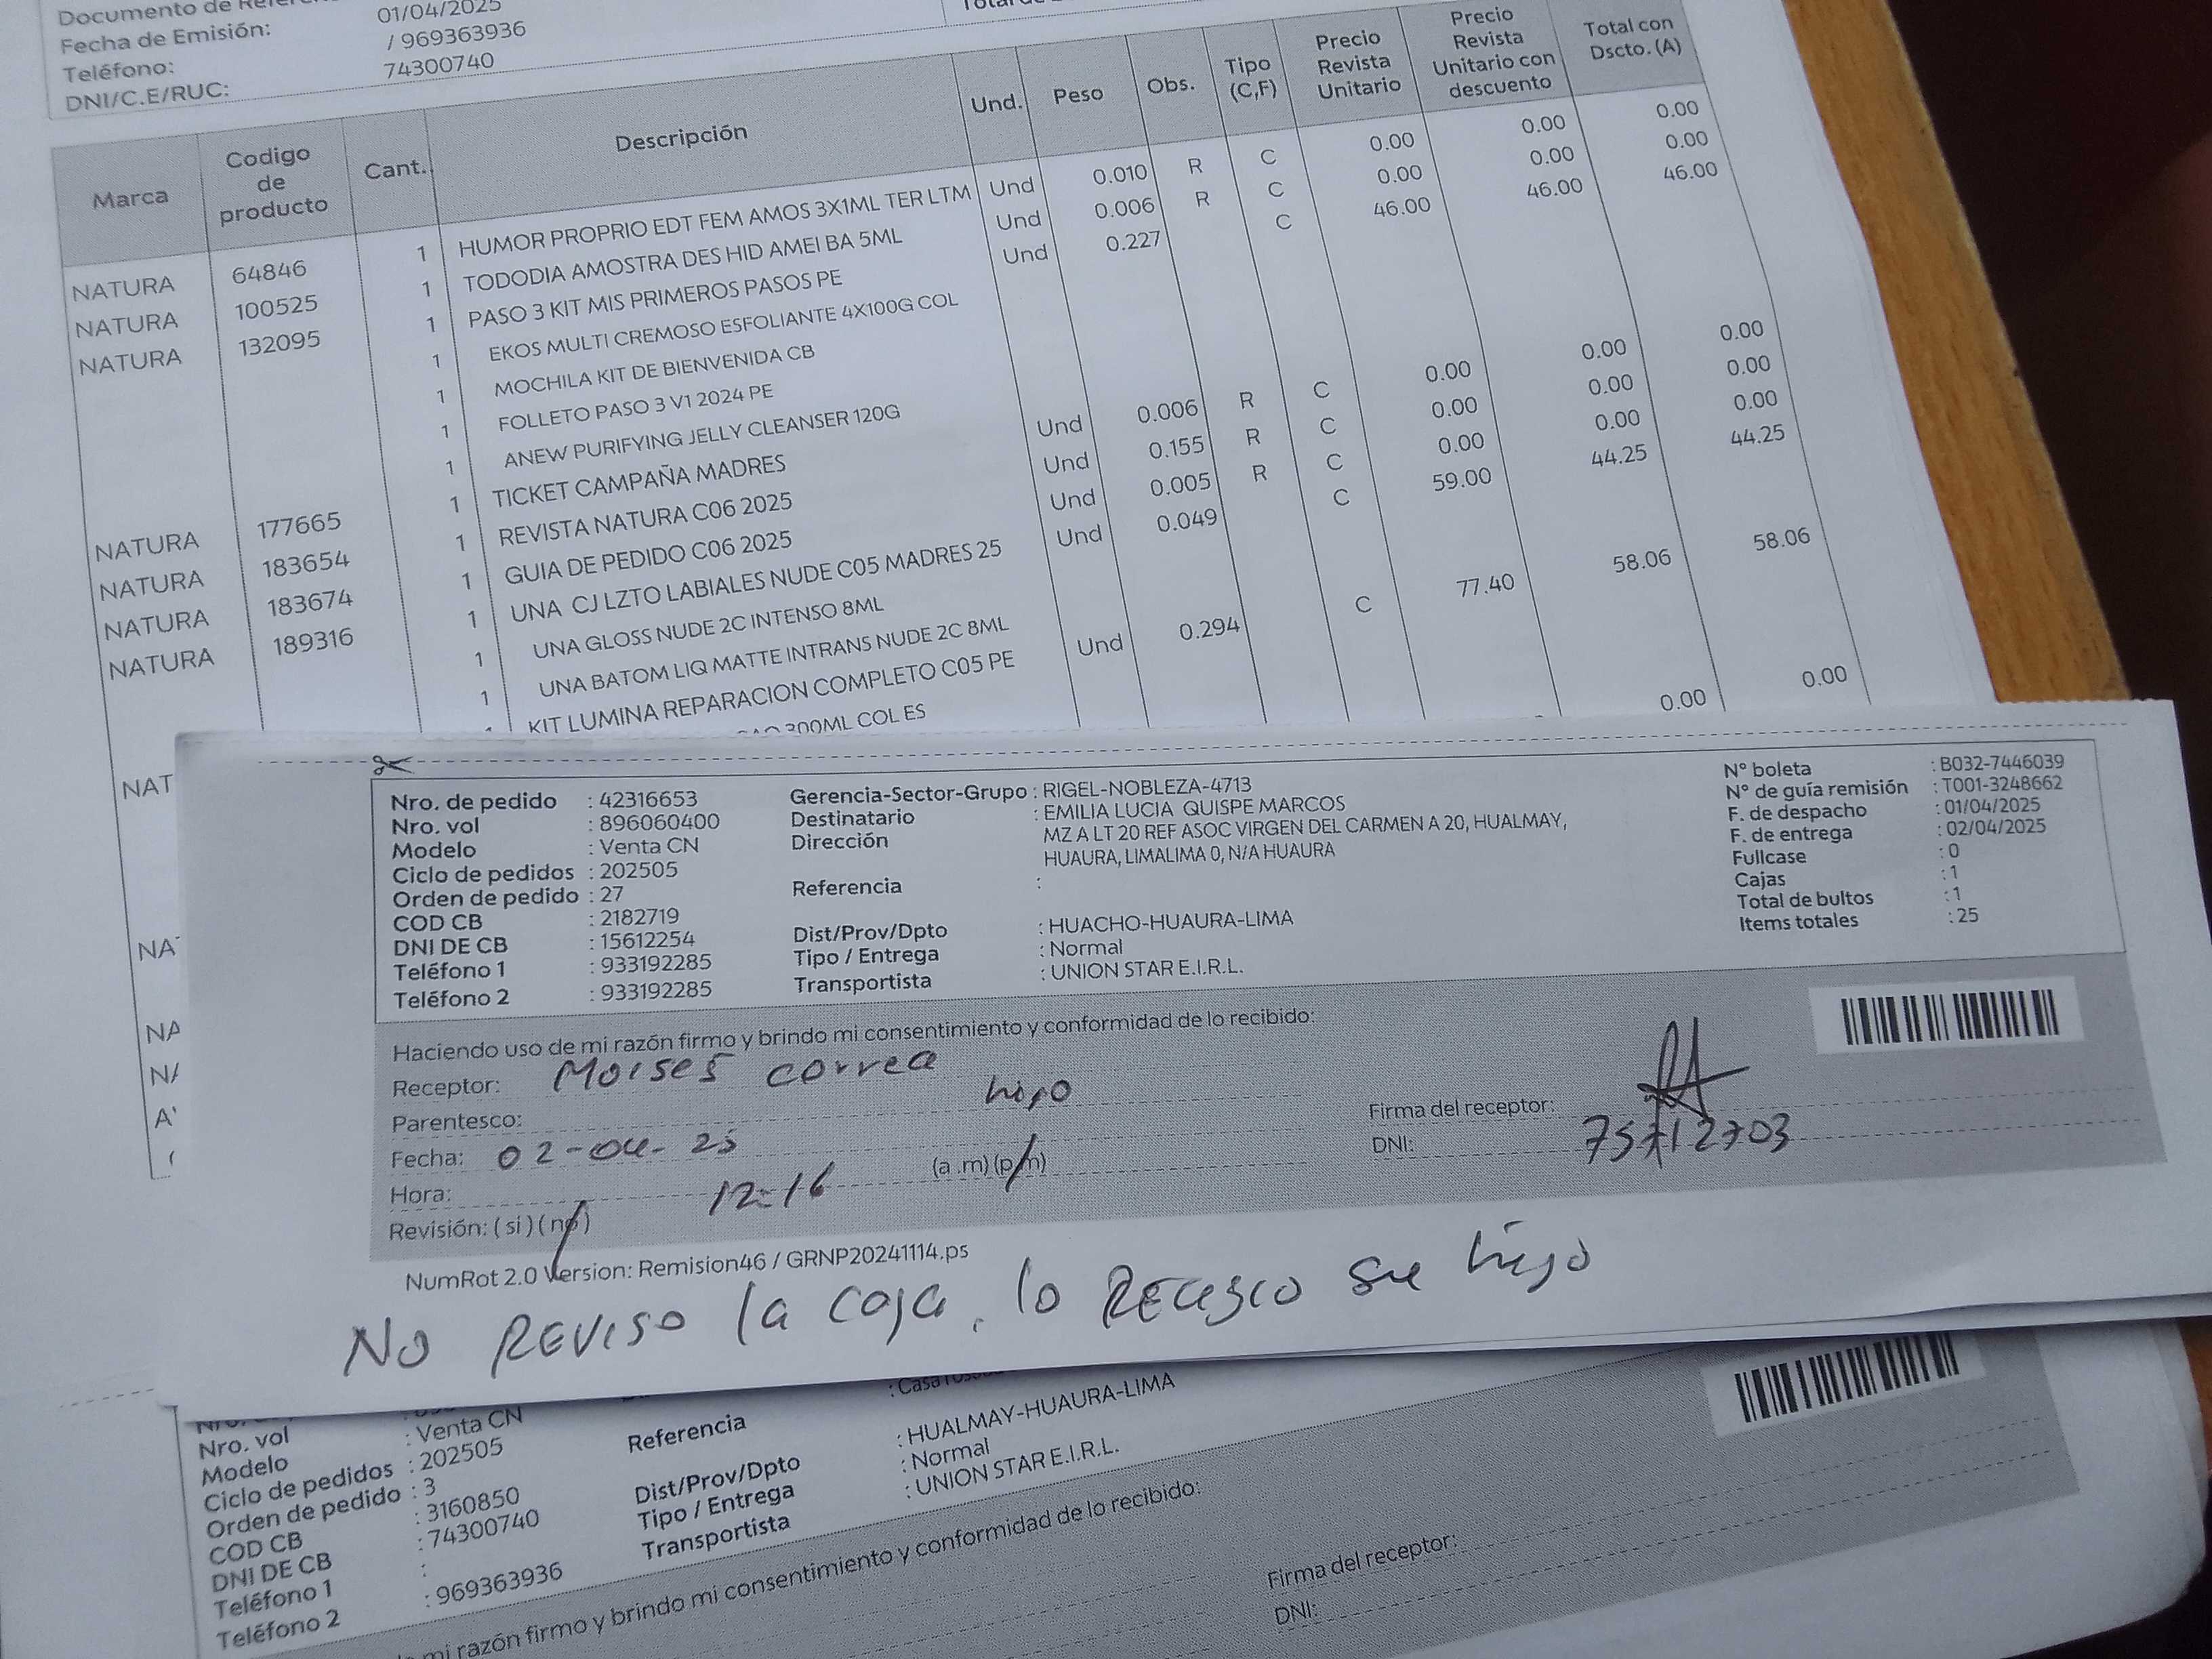 Documento de
Fecha de Emisión: 01/04/2025
Teléfono: / 969363936
DNI/C.E/RUC: 74300740
Marca Codigo de producto Cant. Descripción Und. Peso Obs. Tipo (C,F) Precio Revista Unitario Precio Revista Unitario con descuento Total con Dscto. (A)
NATURA 64846 1 HUMOR PROPRIO EDT FEM AMOS 3X1ML TER LTM Und 0.010 R C 0.00 0.00 0.00
NATURA 100525 1 TODODIA AMOSTRA DES HID AMEI BA 5ML Und 0.006 R C 0.00 0.00 0.00
NATURA 132095 1 PASO 3 KIT MIS PRIMEROS PASOS PE Und 0.227 C 46.00 46.00 46.00
1 EKOS MULTI CREMOSO ESFOLIANTE 4X100G COL
1 MOCHILA KIT DE BIENVENIDA CB
1 FOLLETO PASO 3 V1 2024 PE
1 ANEW PURIFYING JELLY CLEANSER 120G
NATURA 177665 1 TICKET CAMPAÑA MADRES Und 0.006 R C 0.00 0.00 0.00
NATURA 183654 1 REVISTA NATURA C06 2025 Und 0.155 R C 0.00 0.00 0.00
NATURA 183674 1 GUIA DE PEDIDO C06 2025 Und 0.005 R C 0.00 0.00 0.00
NATURA 189316 1 UNA CJ LZTO LABIALES NUDE C05 MADRES 25 Und 0.049 C 59.00 44.25 44.25
1 UNA GLOSS NUDE 2C INTENSO 8ML
1 UNA BATOM LIQ MATTE INTRANS NUDE 2C 8ML
KIT LUMINA REPARACION COMPLETO C05 PE Und 0.294 C 77.40 58.06 58.06
300ML COL ES
0.00 0.00
Nro. de pedido : 42316653 Gerencia-Sector-Grupo : RIGEL-NOBLEZA-4713 N° boleta : B032-7446039
Nro. vol : 896060400 Destinatario : EMILIA LUCIA QUISPE MARCOS N° de guía remisión : T001-3248662
Modelo : Venta CN Dirección MZ A LT 20 REF ASOC VIRGEN DEL CARMEN A 20, HUALMAY, F. de despacho : 01/04/2025
Ciclo de pedidos : 202505 HUAURA, LIMALIMA 0, N/A HUAURA F. de entrega : 02/04/2025
Orden de pedido : 27 Referencia : Fullcase : 0
COD CB : 2182719 Dist/Prov/Dpto : HUACHO-HUAURA-LIMA Cajas : 1
DNI DE CB : 15612254 Tipo / Entrega : Normal Total de bultos : 1
Teléfono 1 : 933192285 Transportista : UNION STAR E.I.R.L. Items totales : 25
Teléfono 2 : 933192285
Haciendo uso de mi razón firmo y brindo mi consentimiento y conformidad de lo recibido:
Receptor: Moises correa
Parentesco: hijo Firma del receptor:
Fecha: 02-04-25 DNI: 75712703
Hora: 12:16 (a .m) (p/m)
Revisión: ( si ) ( no )
NumRot 2.0 Version: Remision46 / GRNP20241114.ps
NO REVISO la caja, lo
su hijo
Nro. vol
Modelo : Venta CN Referencia
Ciclo de pedidos : 202505 Dist/Prov/Dpto : HUALMAY-HUAURA-LIMA
Orden de pedido : 3 Tipo / Entrega : Normal
COD CB : 3160850 Transportista : UNION STAR E.I.R.L.
DNI DE CB : 74300740
Teléfono 1 :
Teléfono 2 : 969363936
mi razón firmo y brindo mi consentimiento y conformidad de lo recibido:
Firma del receptor:
DNI: